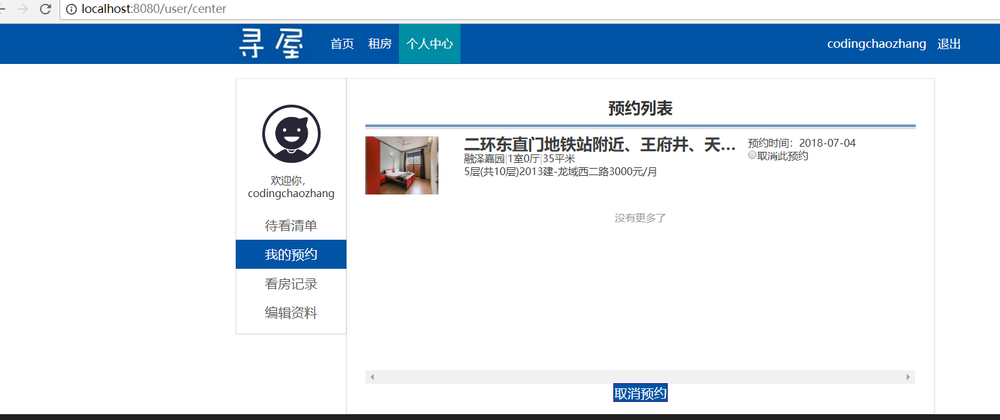 localhost:8080/user/center
寻屋 首页 租房 个人中心 codingchaozhang 退出
欢迎你，
codingchaozhang
待看清单
我的预约
看房记录
编辑资料
预约列表
二环东直门地铁站附近、王府井、天...
融泽嘉园|1室0厅|35平米
5层(共10层)2013建-龙域西二路3000元/月
预约时间：2018-07-04
取消此预约
没有更多了
取消预约